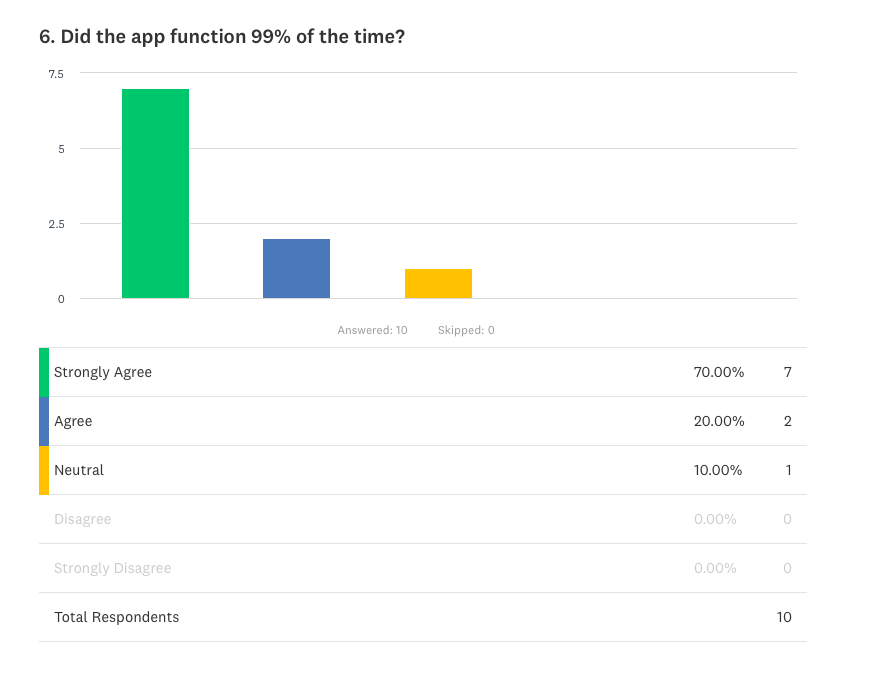 6. Did the app function 99% of the time?
7.5
5
2.5
0
Answered: 10 Skipped: 0
Strongly Agree 70.00% 7
Agree 20.00% 2
Neutral 10.00% 1
Disagree 0.00% 0
Strongly Disagree 0.00% 0
Total Respondents 10